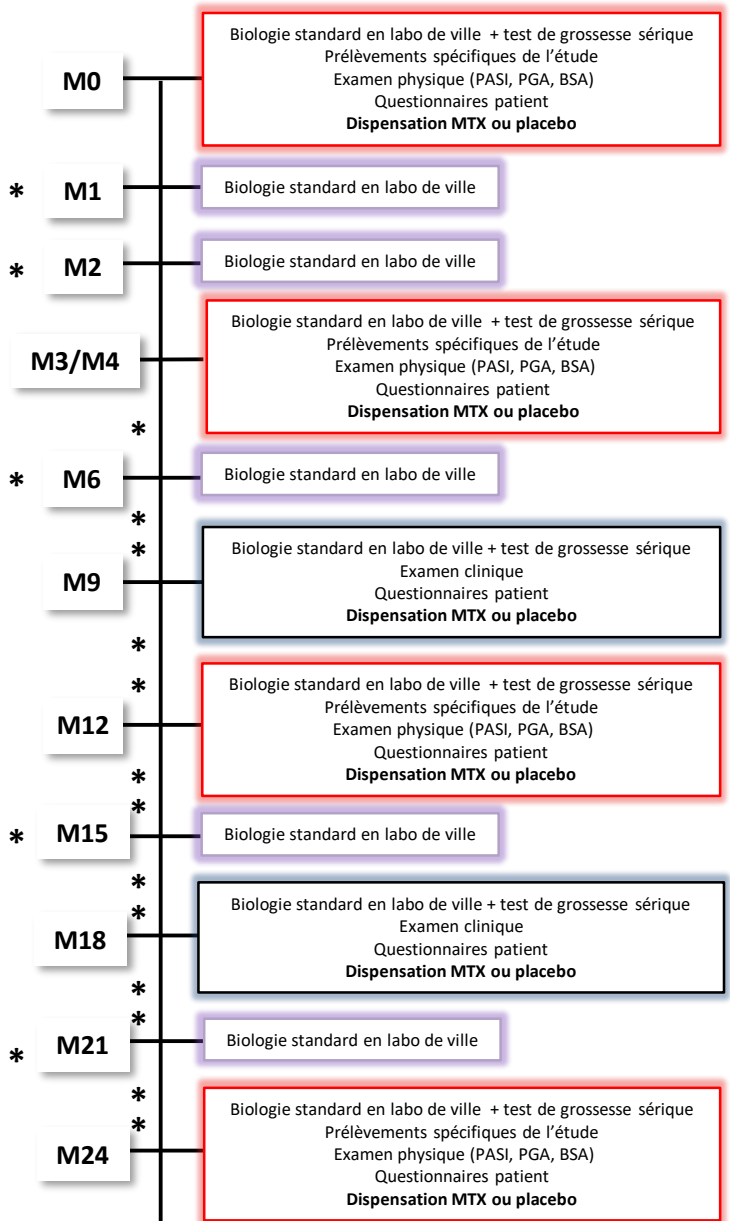 Biologie standard en labo de ville + test de grossesse sérique
Prélèvements spécifiques de l’étude
M0
Examen physique (PASI, PGA, BSA)
Questionnaires patient
Dispensation MTX ou placebo
* M1
Biologie standard en labo de ville
* M2
Biologie standard en labo de ville
Biologie standard en labo de ville + test de grossesse sérique
Prélèvements spécifiques de l’étude
M3/M4
Examen physique (PASI, PGA, BSA)
Questionnaires patient
Dispensation MTX ou placebo
*
* M6
Biologie standard en labo de ville
*
*
Biologie standard en labo de ville + test de grossesse sérique
M9
Examen clinique
Questionnaires patient
Dispensation MTX ou placebo
*
*
Biologie standard en labo de ville + test de grossesse sérique
Prélèvements spécifiques de l’étude
M12
Examen physique (PASI, PGA, BSA)
Questionnaires patient
Dispensation MTX ou placebo
*
*
* M15
Biologie standard en labo de ville
*
*
Biologie standard en labo de ville + test de grossesse sérique
Examen clinique
M18
Questionnaires patient
Dispensation MTX ou placebo
*
*
* M21
Biologie standard en labo de ville
*
*
Biologie standard en labo de ville + test de grossesse sérique
Prélèvements spécifiques de l’étude
M24
Examen physique (PASI, PGA, BSA)
Questionnaires patient
Dispensation MTX ou placebo